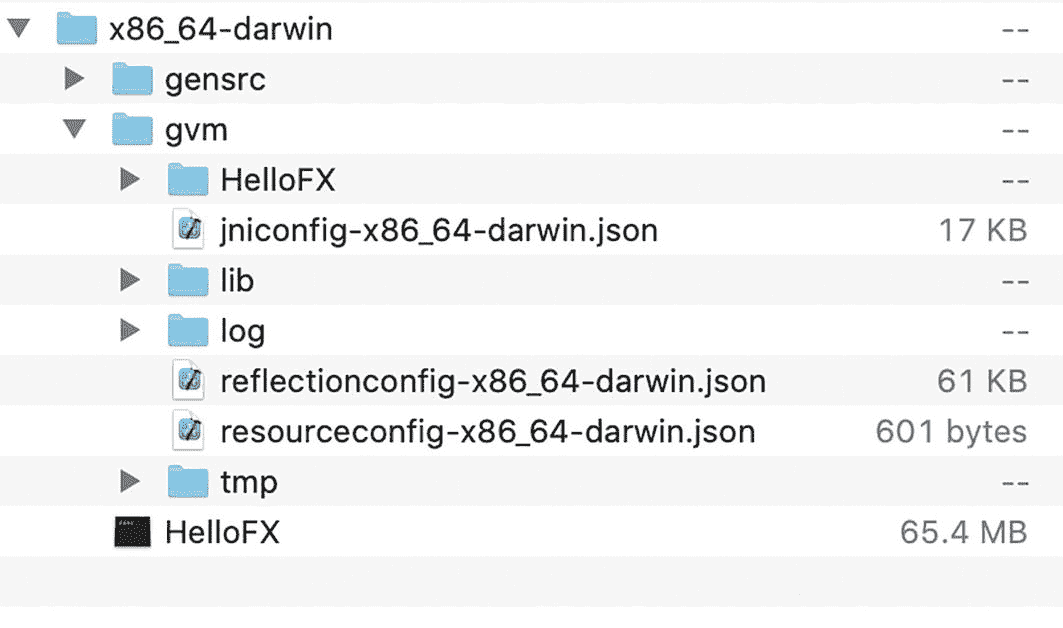 x86_64-darwin --
gensrc --
gvm --
HelloFX --
jniconfig-x86_64-darwin.json 17 KB
lib --
log --
reflectionconfig-x86_64-darwin.json 61 KB
resourceconfig-x86_64-darwin.json 601 bytes
tmp --
HelloFX 65.4 MB